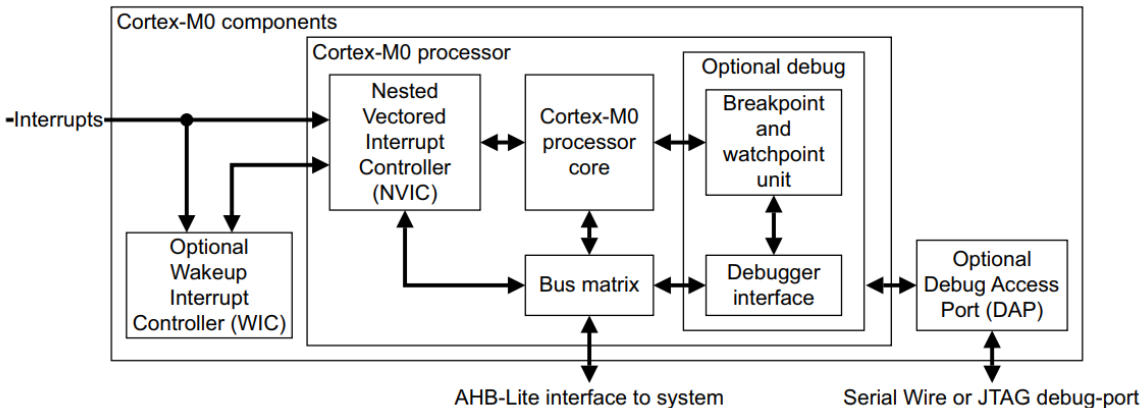 Cortex-M0 components
Cortex-M0 processor
Interrupts
Nested
Vectored
Interrupt
Controller
(NVIC)
Cortex-M0
processor
core
Optional debug
Breakpoint
and
watchpoint
unit
Optional
Wakeup
Interrupt
Controller (WIC)
Bus matrix
Debugger
interface
Optional
Debug Access
Port (DAP)
AHB-Lite interface to system
Serial Wire or JTAG debug-port